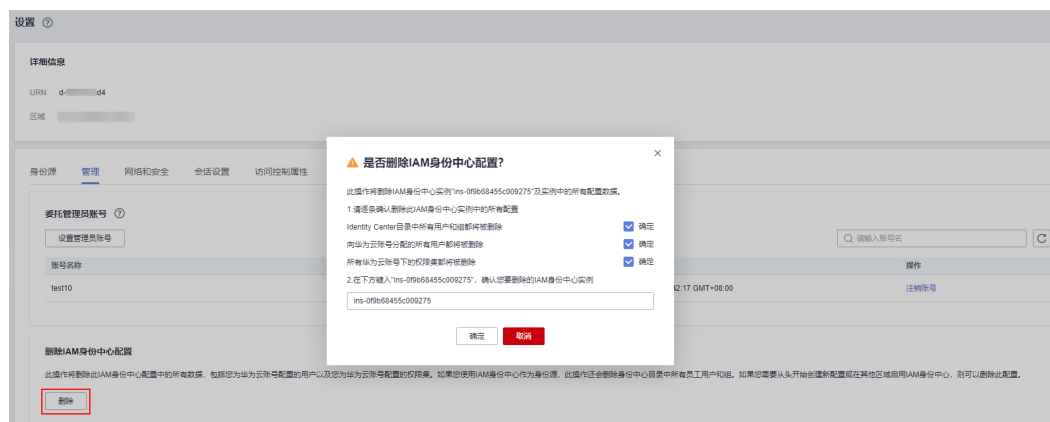 设置
详细信息
URN d- d4
区域
身份源 管理 网络和安全 会话设置 访问控制属性
委托管理员账号
设置管理员账号 请输入账号名
账号名称 操作
test10 2:17 GMT+08:00 注销账号
是否删除IAM身份中心配置?
此操作将删除IAM身份中心实例"ins-0f9b68455c009275"及实例中的所有配置数据。
1.请逐条确认删除此IAM身份中心实例中的所有配置
Identity Center目录中所有用户和组都将被删除 确定
向华为云账号分配的所有用户都将被删除 确定
所有华为云账号下的权限集都将被删除 确定
2.在下方键入"ins-0f9b68455c009275"，确认您要删除的IAM身份中心实例
ins-0f9b68455c009275
确定 取消
删除IAM身份中心配置
此操作将删除此IAM身份中心配置中的所有数据，包括您为华为云账号配置的用户以及您为华为云账号配置的权限集。如果您使用IAM身份中心作为身份源，此操作还会删除身份中心目录中所有员工用户和组。如果您需要从头开始创建新配置或在其他区域启用IAM身份中心，则可以删除此配置。
删除